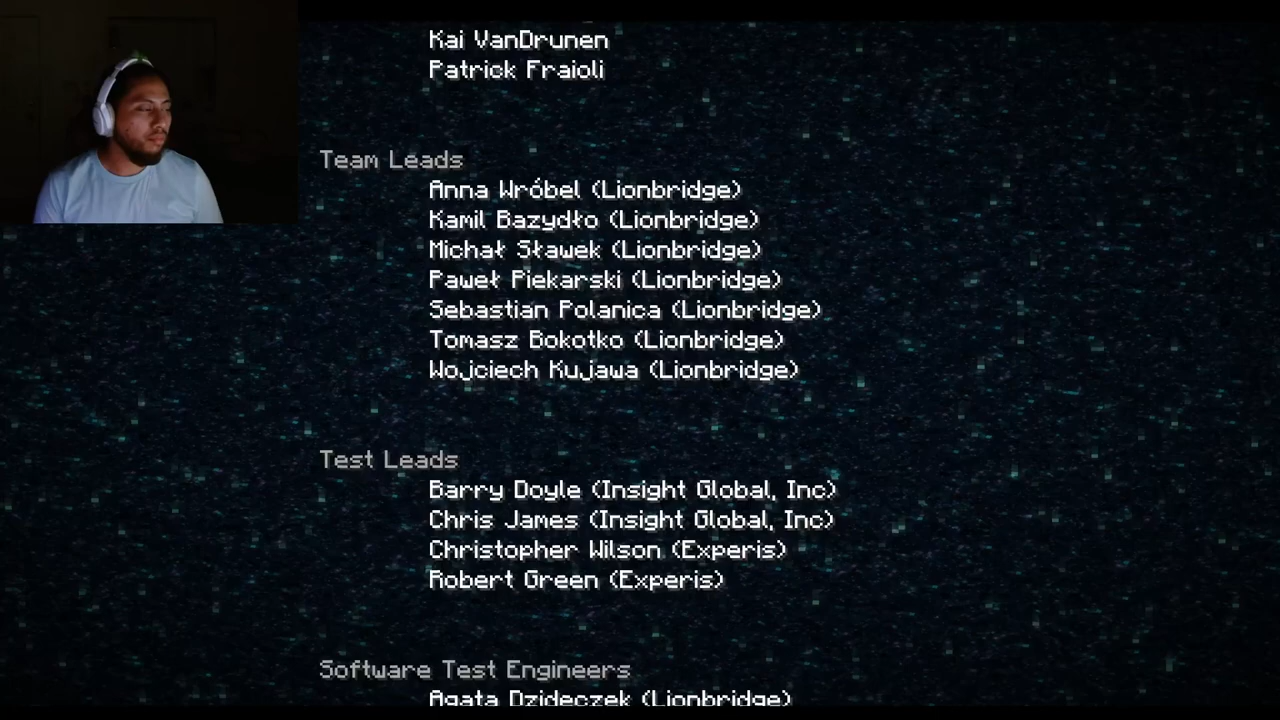 Kai VanDrunen
Patrick Fraioli
Team Leads
Anna Wróbel (Lionbridge)
Kamil Bazydło (Lionbridge)
Michał Sławek (Lionbridge)
Paweł Piekarski (Lionbridge)
Sebastian Polanica (Lionbridge)
Tomasz Bokotko (Lionbridge)
Wojciech Kujawa (Lionbridge)
Test Leads
Barry Doyle (Insight Global, Inc)
Chris James (Insight Global, Inc)
Christopher Wilson (Experis)
Robert Green (Experis)
Software Test Engineers
Agata Dzideczek (Lionbridge)